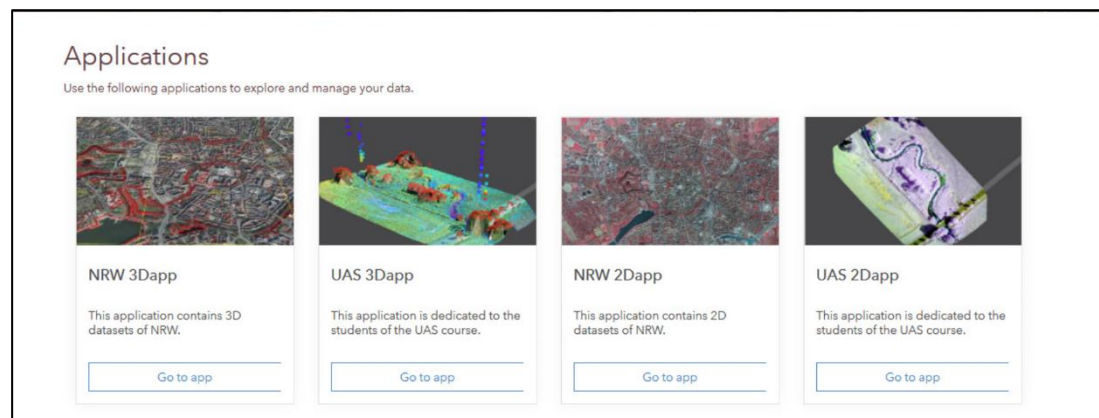 Applications
Use the following applications to explore and manage your data.
NRW 3Dapp
This application contains 3D
datasets of NRW.
Go to app
UAS 3Dapp
This application is dedicated to the
students of the UAS course.
Go to app
NRW 2Dapp
This application contains 2D
datasets of NRW.
Go to app
UAS 2Dapp
This application is dedicated to the
students of the UAS course.
Go to app